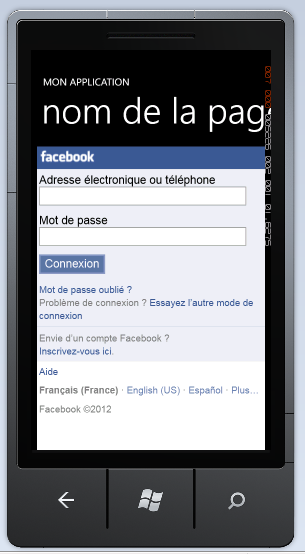 MON APPLICATION
nom de la pag
facebook
Adresse électronique ou téléphone
Mot de passe
Connexion
Mot de passe oublié ?
Problème de connexion ? Essayez l'autre mode de
connexion
Envie d'un compte Facebook ?
Inscrivez-vous ici.
Aide
Français (France) · English (US) · Español · Plus...
Facebook ©2012